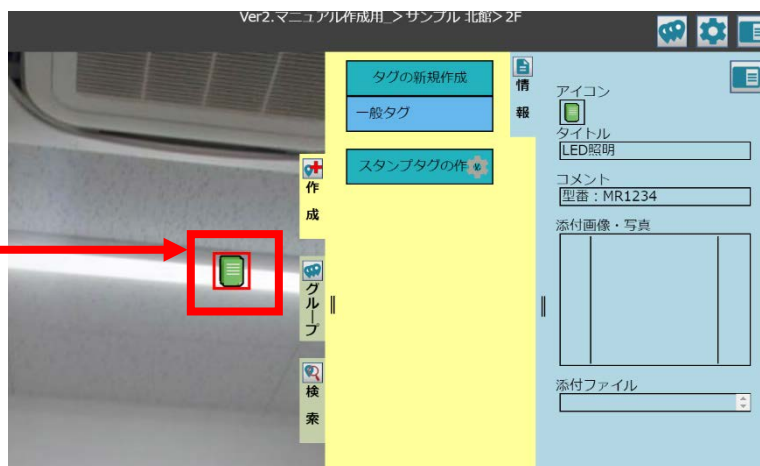 Ver2.マニュアル作成用_>サンプル 北館>2F
タグの新規作成
一般タグ
スタンプタグの作
作成
グループ
検索
情報
アイコン
タイトル
LED照明
コメント
型番：MR1234
添付画像・写真
添付ファイル